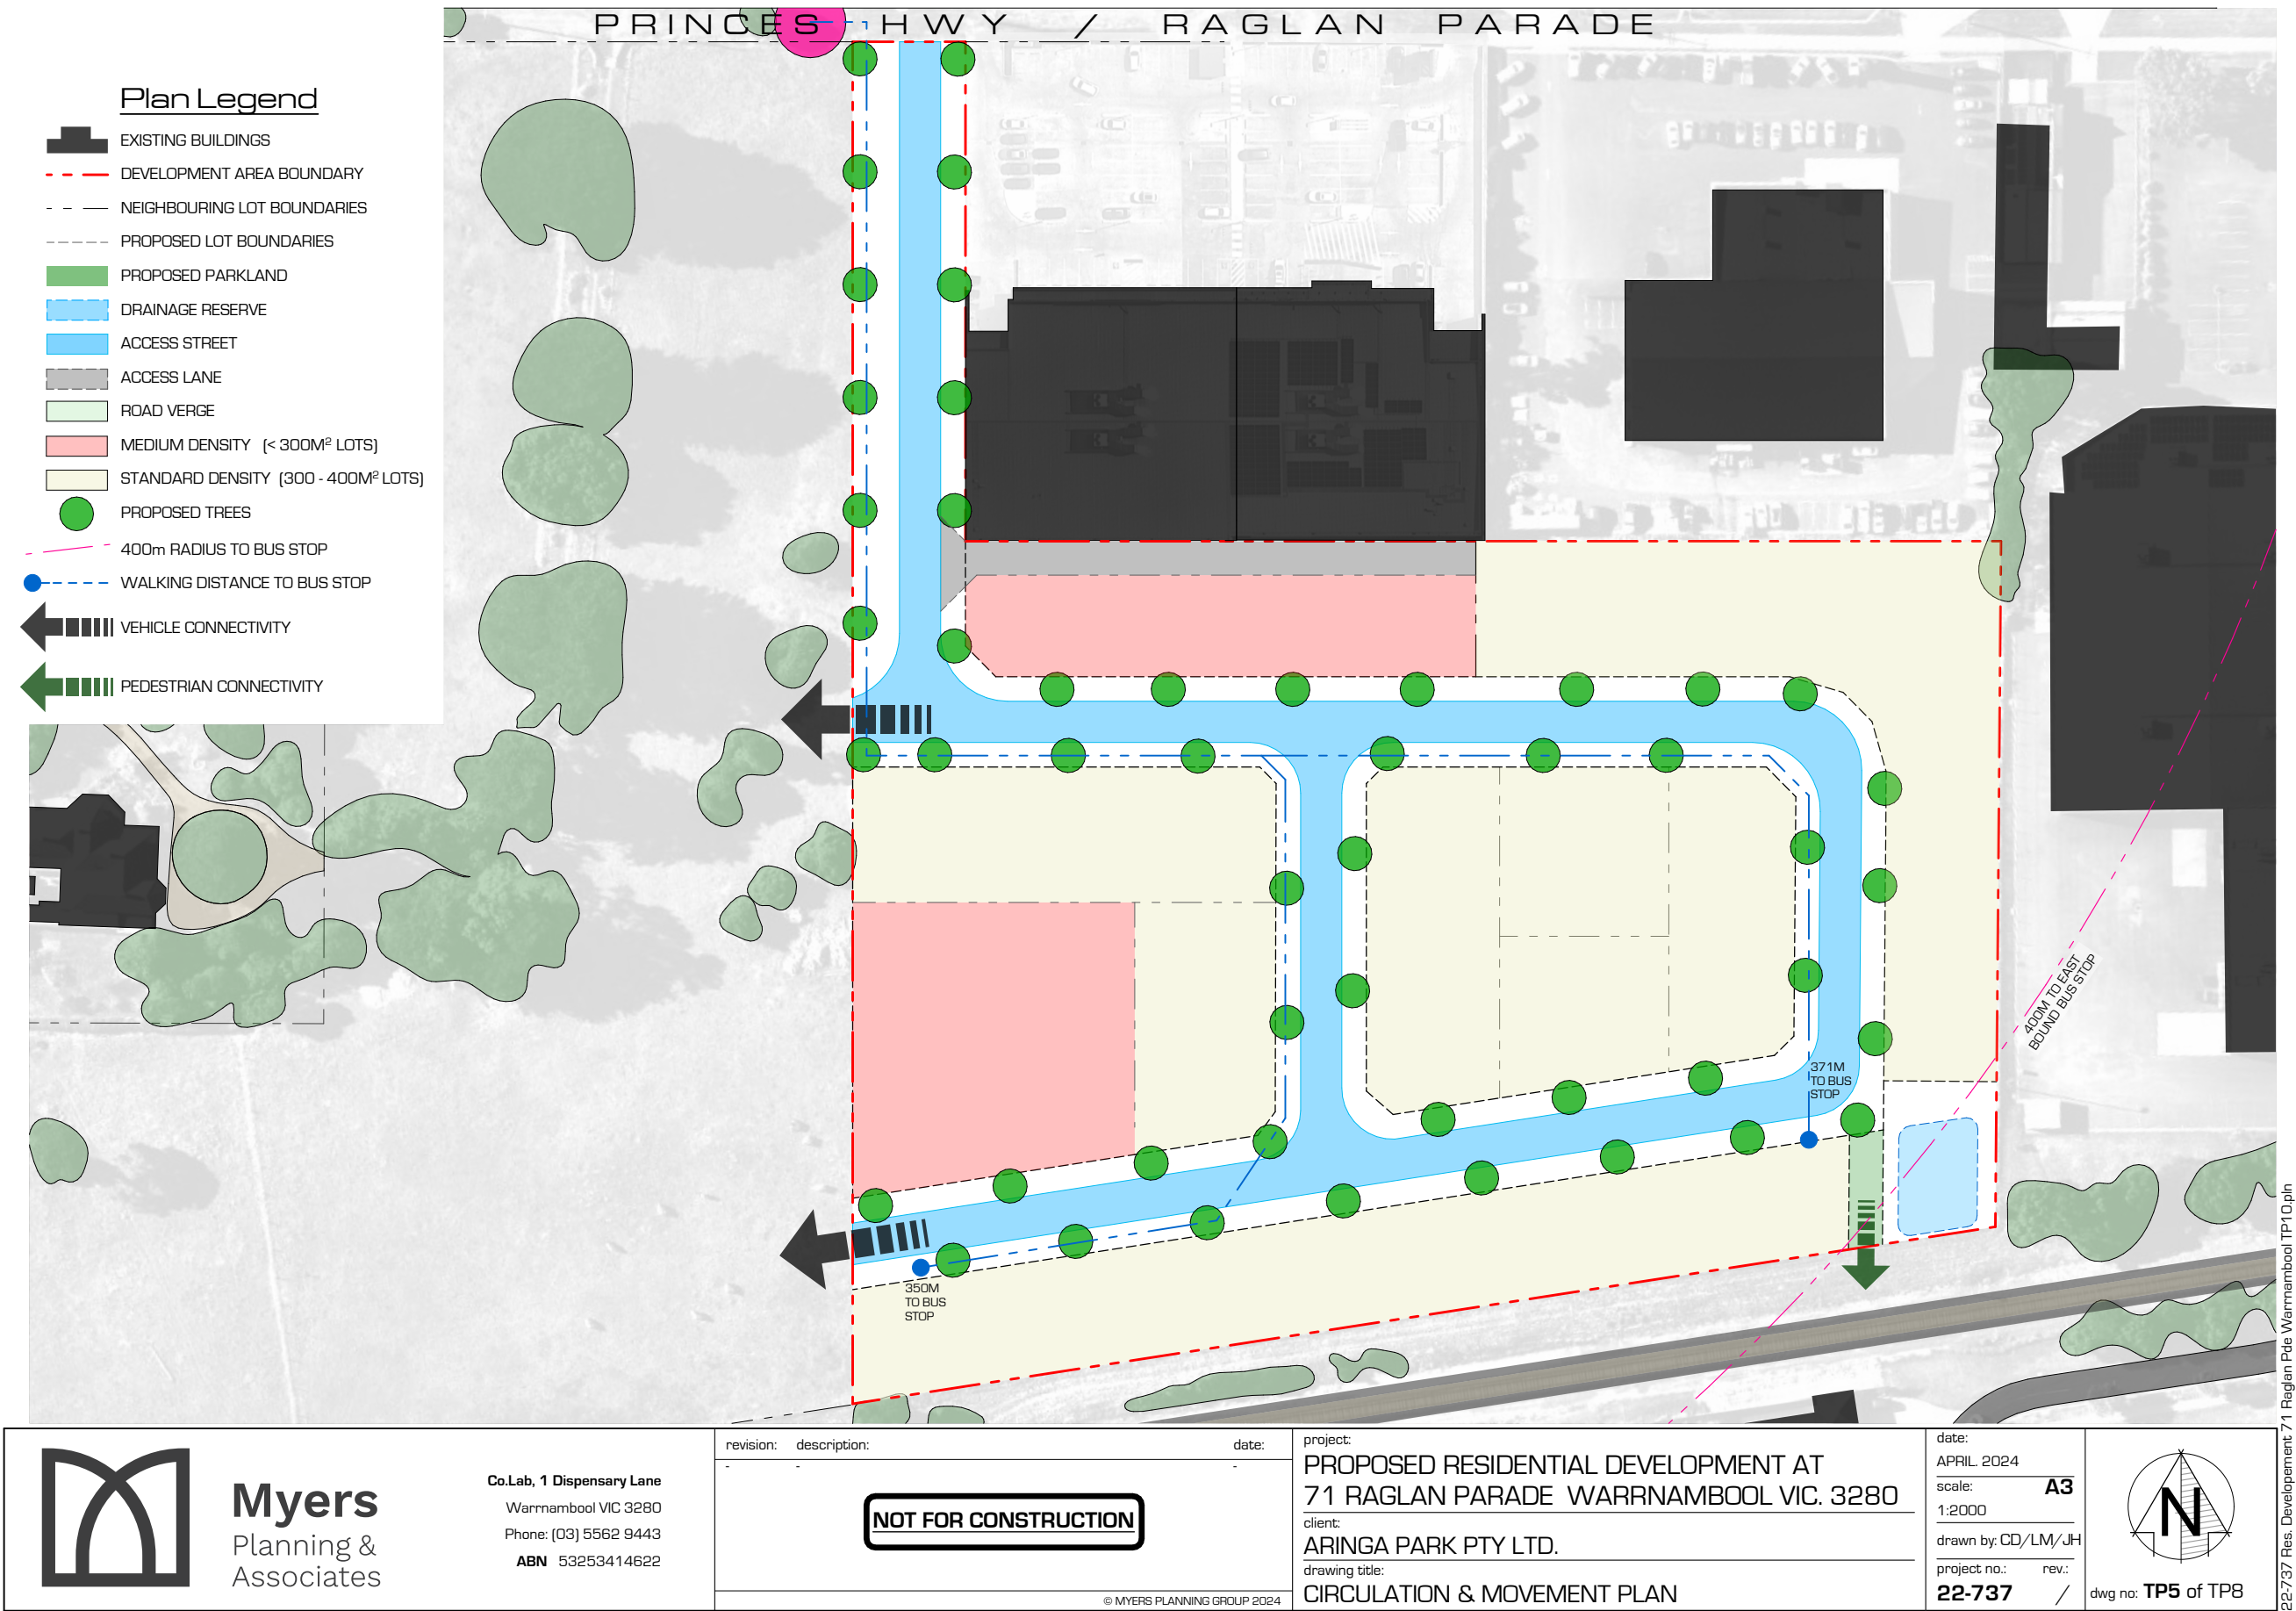 PRINCES HWY / RAGLAN PARADE
Plan Legend
EXISTING BUILDINGS
DEVELOPMENT AREA BOUNDARY
NEIGHBOURING LOT BOUNDARIES
PROPOSED LOT BOUNDARIES
PROPOSED PARKLAND
DRAINAGE RESERVE
ACCESS STREET
ACCESS LANE
ROAD VERGE
MEDIUM DENSITY (< 300M² LOTS)
STANDARD DENSITY (300 - 400M² LOTS)
PROPOSED TREES
400m RADIUS TO BUS STOP
WALKING DISTANCE TO BUS STOP
VEHICLE CONNECTIVITY
PEDESTRIAN CONNECTIVITY
400M TO EAST
BOUND BUS STOP
371M
TO BUS
STOP
350M
TO BUS
STOP
Myers
Planning &
Associates
Co.Lab, 1 Dispensary Lane
Warrnambool VIC 3280
Phone: (03) 5562 9443
ABN 53253414622
revision: description: date:
- - -
NOT FOR CONSTRUCTION
© MYERS PLANNING GROUP 2024
project:
PROPOSED RESIDENTIAL DEVELOPMENT AT
71 RAGLAN PARADE WARRNAMBOOL VIC. 3280
client:
ARINGA PARK PTY LTD.
drawing title:
CIRCULATION & MOVEMENT PLAN
date:
APRIL. 2024
scale: A3
1:2000
drawn by: CD/LM/JH
project no.: rev.:
22-737 /
N
dwg no: TP5 of TP8
22-737 Res. Developement 71 Raglan Pde Warrnambool TP10.pln